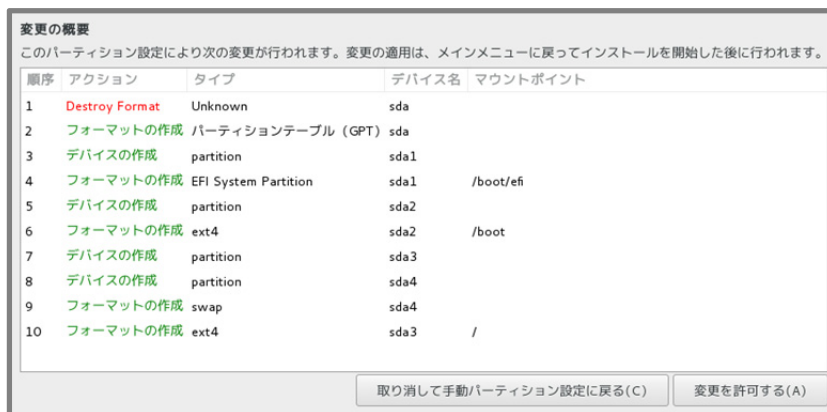 変更の概要
このパーティション設定により次の変更が行われます。変更の適用は、メインメニューに戻ってインストールを開始した後に行われます。
順序 アクション タイプ デバイス名 マウントポイント
1 Destroy Format Unknown sda
2 フォーマットの作成 パーティションテーブル（GPT） sda
3 デバイスの作成 partition sda1
4 フォーマットの作成 EFI System Partition sda1 /boot/efi
5 デバイスの作成 partition sda2
6 フォーマットの作成 ext4 sda2 /boot
7 デバイスの作成 partition sda3
8 デバイスの作成 partition sda4
9 フォーマットの作成 swap sda4
10 フォーマットの作成 ext4 sda3 /
取り消して手動パーティション設定に戻る(C) 変更を許可する(A)